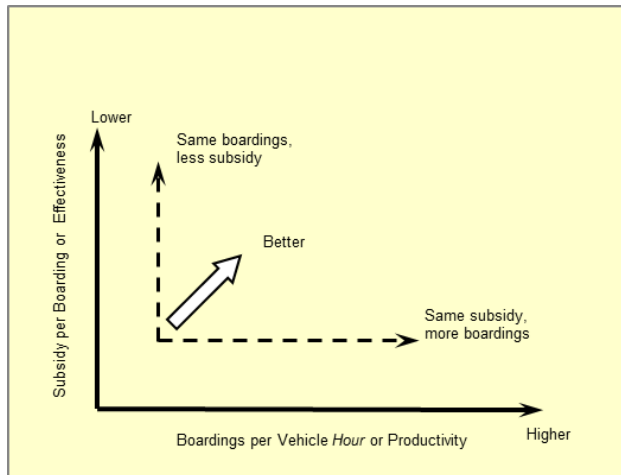 Lower
Same boardings,
less subsidy
Subsidy per Boarding or Effectiveness
Better
Same subsidy,
more boardings
Higher
Boardings per Vehicle Hour or Productivity